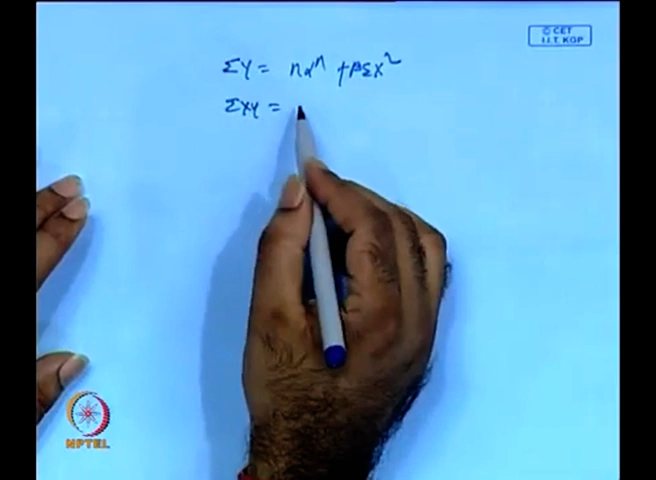 © CET
I.I.T. KGP
ΣY = nα^n + βΣX^2
ΣXY =
NPTEL